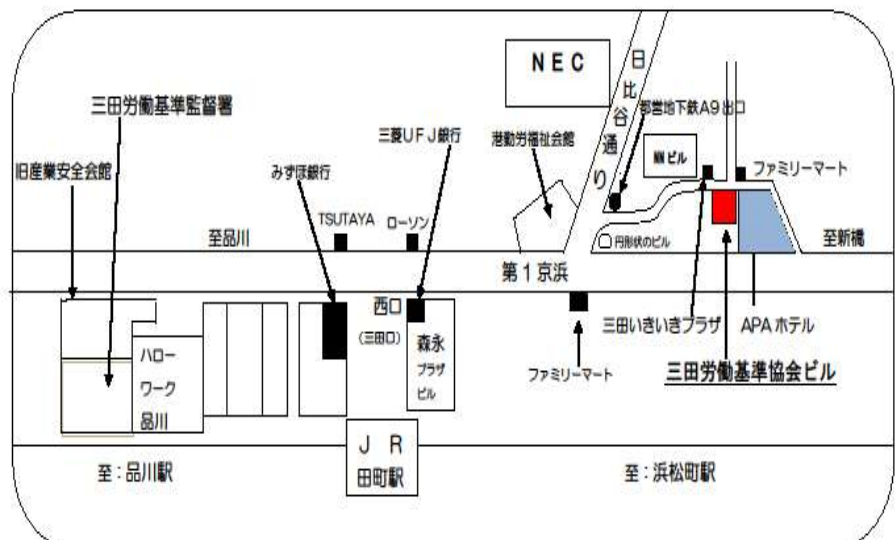 NEC
日比谷通り
三田労働基準監督署
都営地下鉄A9出口
三菱UFJ銀行
港勤労福祉会館
NNビル
旧産業安全会館
みずほ銀行
ファミリーマート
TSUTAYA
ローソン
至品川
円形状のビル
至新橋
第1京浜
西口
(三田口)
三田いきいきプラザ
APAホテル
森永
プラザ
ビル
ハロー
ワーク
品川
ファミリーマート
三田労働基準協会ビル
JR
田町駅
至：品川駅
至：浜松町駅